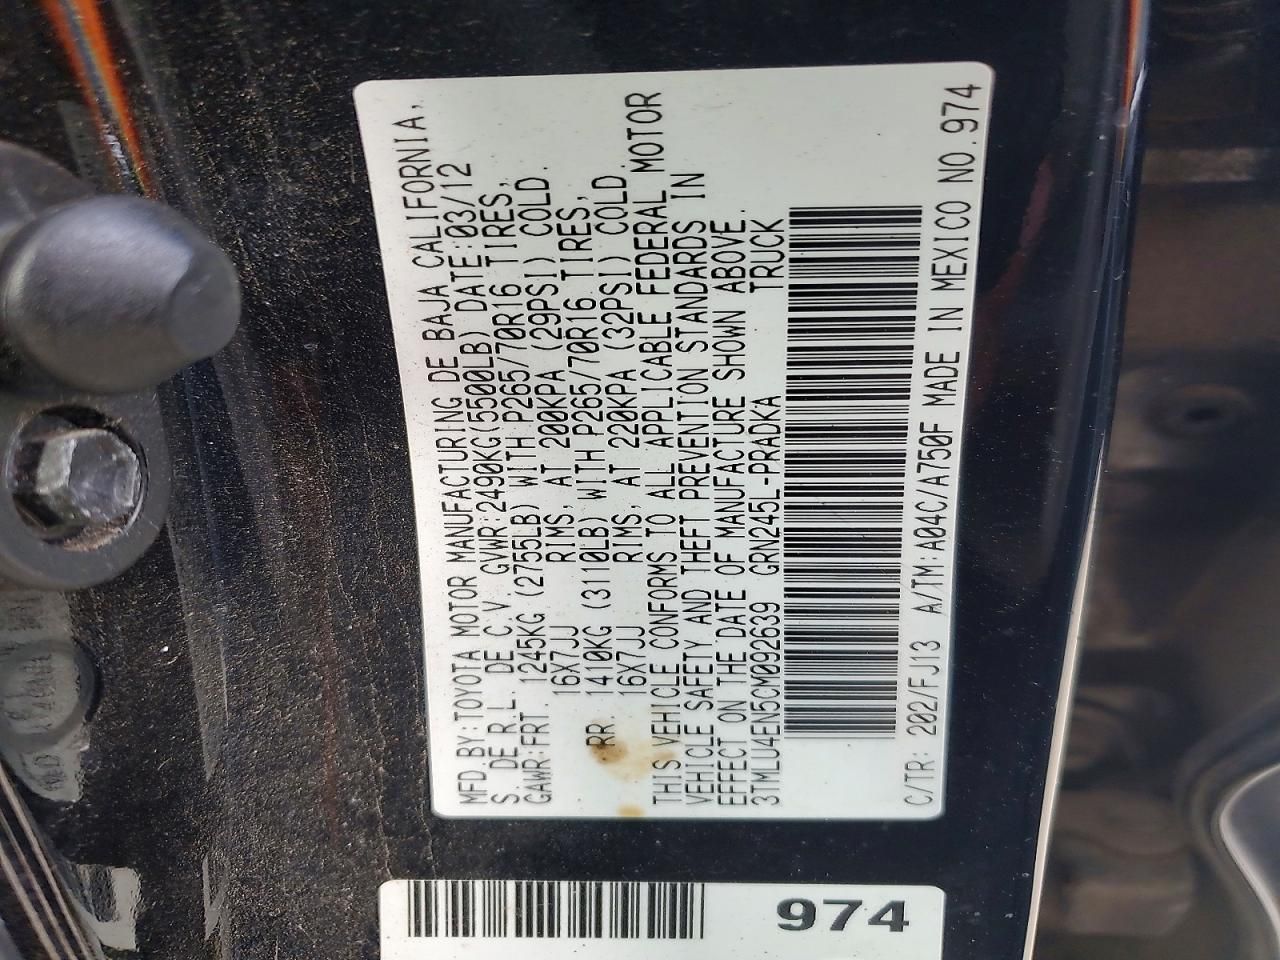 MFD.BY:TOYOTA MOTOR MANUFACTURING DE BAJA CALIFORNIA,
S. DE R.L. DE C.V. GVWR:2490KG(5500LB) DATE:03/12
GAWR:FRT. 1245KG (2755LB) WITH P265/70R16 TIRES,
16X7JJ RIMS, AT 200KPA (29PSI) COLD.
RR. 1410KG (3110LB) WITH P265/70R16 TIRES,
16X7JJ RIMS, AT 220KPA (32PSI) COLD.
THIS VEHICLE CONFORMS TO ALL APPLICABLE FEDERAL MOTOR
VEHICLE SAFETY AND THEFT PREVENTION STANDARDS IN
EFFECT ON THE DATE OF MANUFACTURE SHOWN ABOVE.
3TMLU4EN5CM092639 GRN245L-PRADKA TRUCK
C/TR: 202/FJ13 A/TM:A04C/A750F MADE IN MEXICO NO.974
974